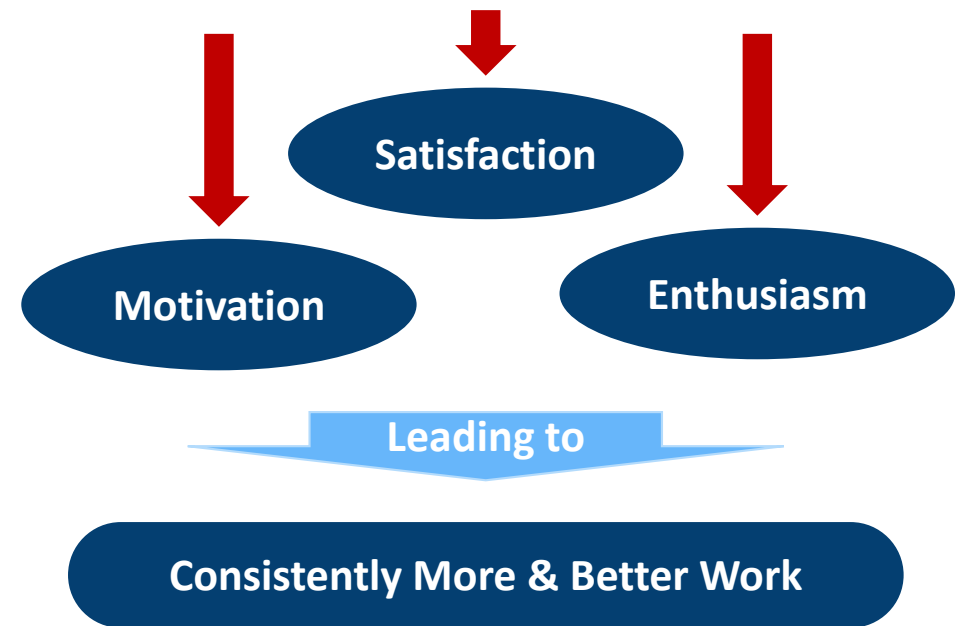 Satisfaction
Motivation
Enthusiasm
Leading to
Consistently More & Better Work